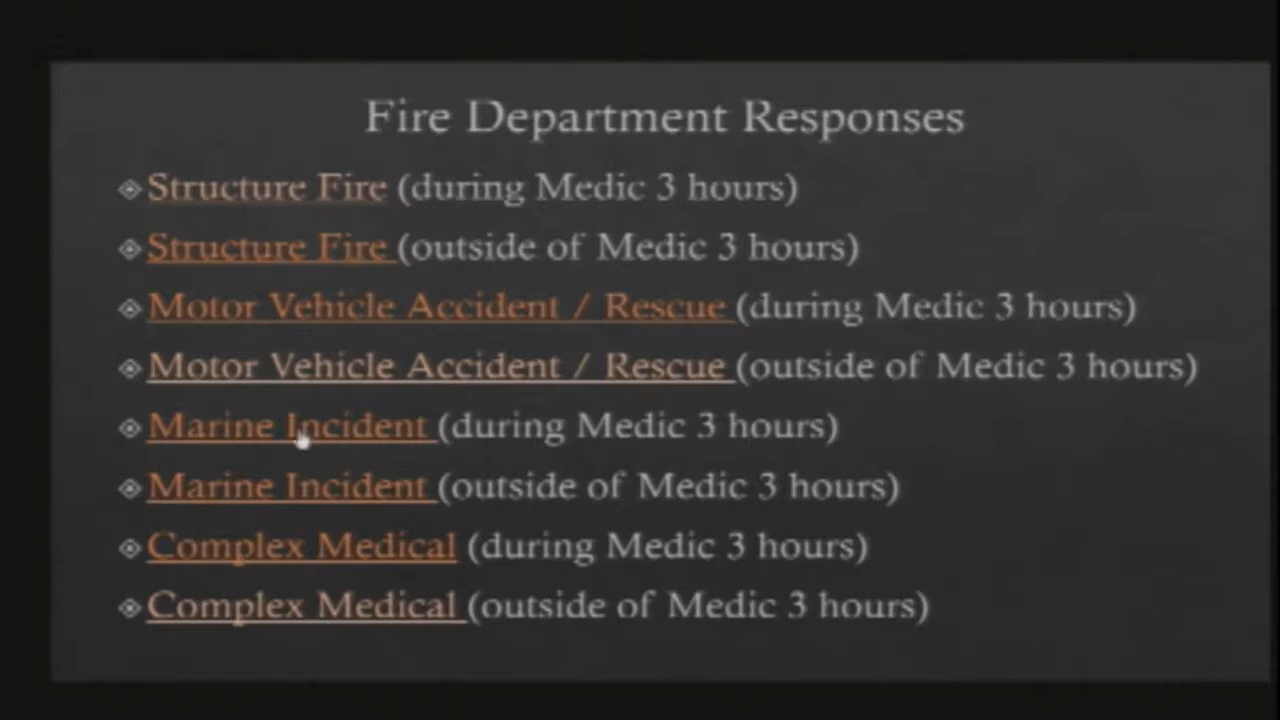 Fire Department Responses
Structure Fire (during Medic 3 hours)
Structure Fire (outside of Medic 3 hours)
Motor Vehicle Accident / Rescue (during Medic 3 hours)
Motor Vehicle Accident / Rescue (outside of Medic 3 hours)
Marine Incident (during Medic 3 hours)
Marine Incident (outside of Medic 3 hours)
Complex Medical (during Medic 3 hours)
Complex Medical (outside of Medic 3 hours)